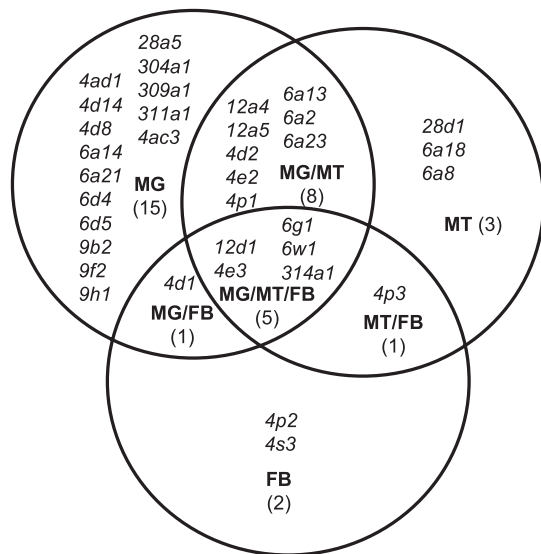 28a5
304a1
309a1
311a1
4ac3
4ad1
4d14
4d8
6a14
6a21
6d4
6d5
9b2
9f2
9h1
MG
(15)
12a4
12a5
4d2
4e2
4p1
6a13
6a2
6a23
MG/MT
(8)
28d1
6a18
6a8
MT (3)
12d1
4e3
6g1
6w1
314a1
MG/MT/FB
(5)
4d1
MG/FB
(1)
4p3
MT/FB
(1)
4p2
4s3
FB
(2)